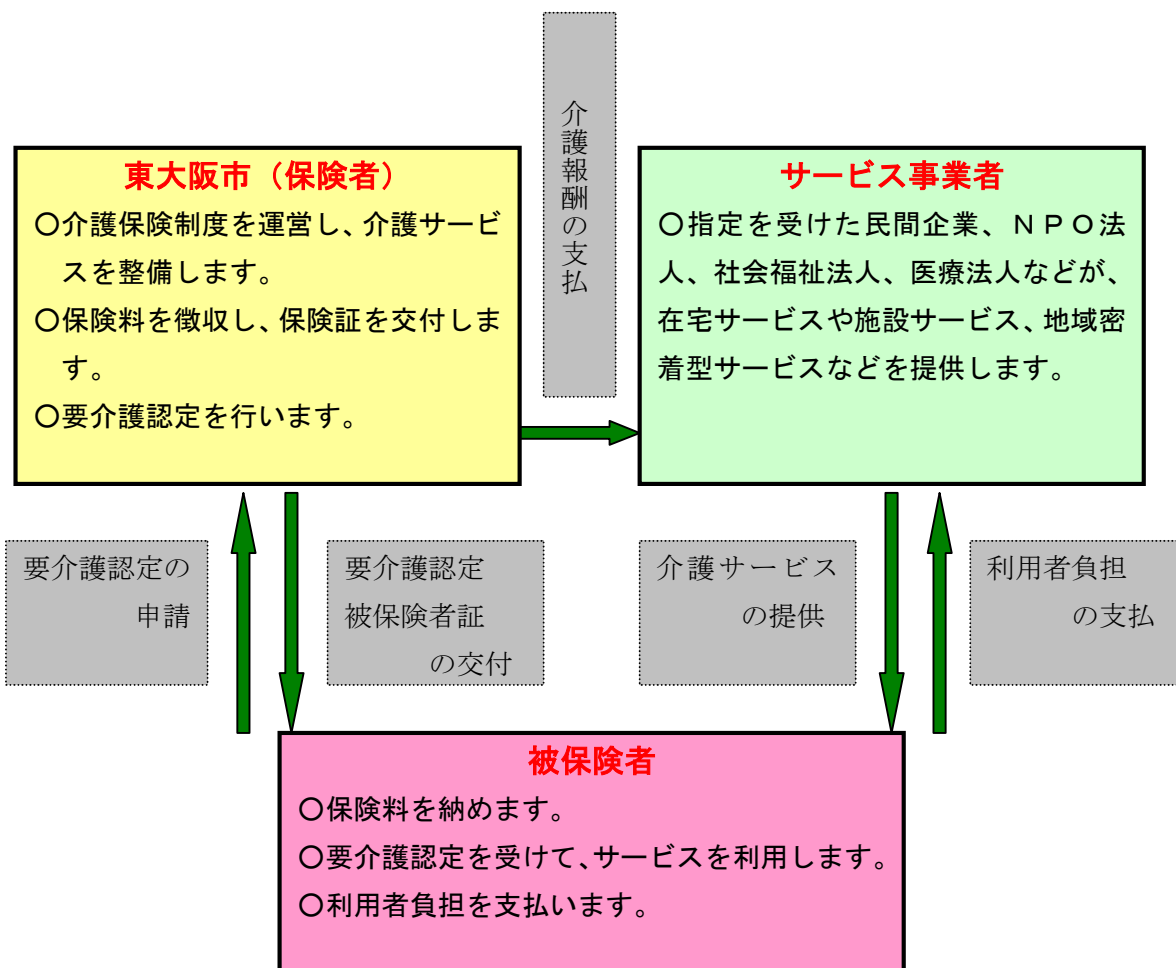 介護報酬の支払
東大阪市（保険者）
〇介護保険制度を運営し、介護サービ
スを整備します。
〇保険料を徴収し、保険証を交付しま
す。
〇要介護認定を行います。
サービス事業者
〇指定を受けた民間企業、ＮＰＯ法
人、社会福祉法人、医療法人などが、
在宅サービスや施設サービス、地域密
着型サービスなどを提供します。
要介護認定の
申請
要介護認定
被保険者証
の交付
介護サービス
の提供
利用者負担
の支払
被保険者
〇保険料を納めます。
〇要介護認定を受けて、サービスを利用します。
〇利用者負担を支払います。